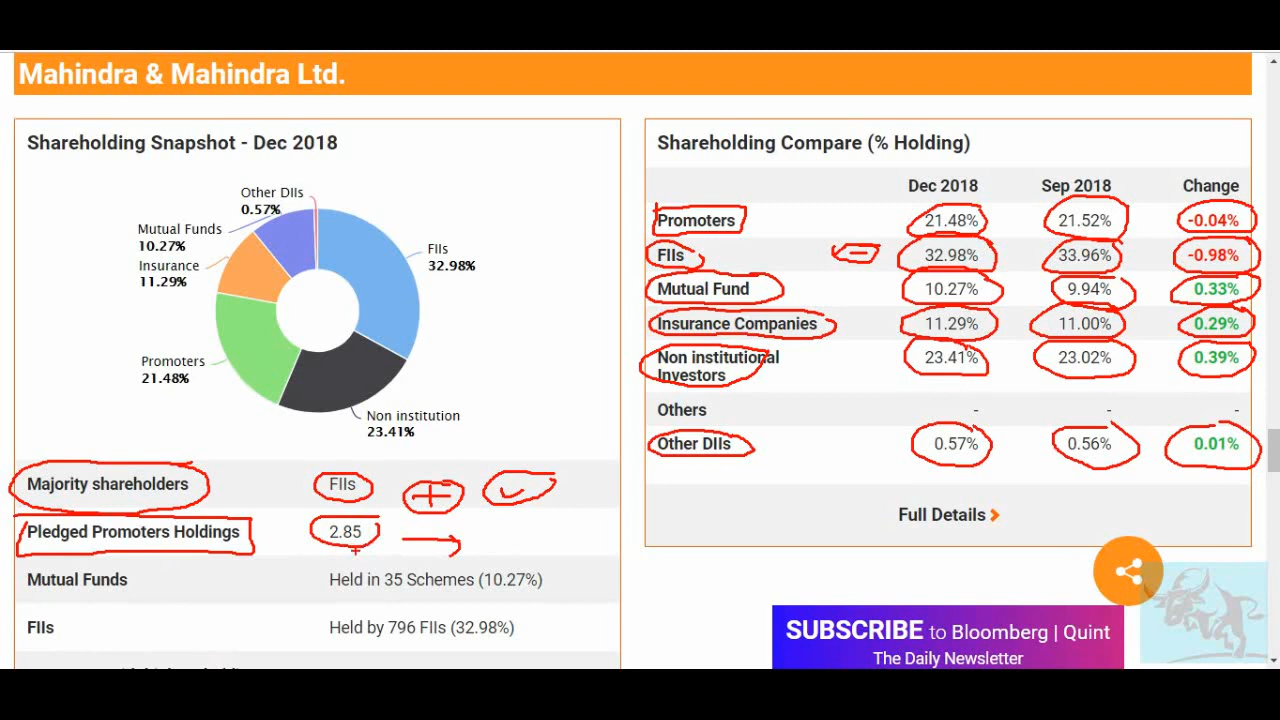 Mahindra & Mahindra Ltd.
Shareholding Snapshot - Dec 2018
Other DIIs
0.57%
Mutual Funds
10.27%
Insurance
11.29%
FIIs
32.98%
Promoters
21.48%
Non institution
23.41%
Majority shareholders FIIs
Pledged Promoters Holdings 2.85
Mutual Funds Held in 35 Schemes (10.27%)
FIIs Held by 796 FIIs (32.98%)
Shareholding Compare (% Holding)
Dec 2018 Sep 2018 Change
Promoters 21.48% 21.52% -0.04%
FIIs 32.98% 33.96% -0.98%
Mutual Fund 10.27% 9.94% 0.33%
Insurance Companies 11.29% 11.00% 0.29%
Non institutional 23.41% 23.02% 0.39%
Investors
Others - - -
Other DIIs 0.57% 0.56% 0.01%
Full Details
SUBSCRIBE to Bloomberg | Quint
The Daily Newsletter